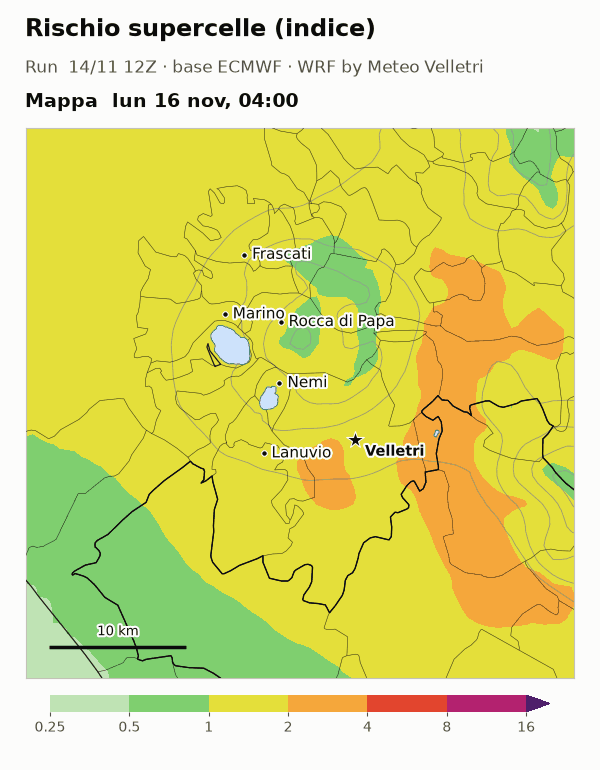 Rischio supercelle (indice)
Run  14/11 12Z · base ECMWF · WRF by Meteo Velletri
Mappa  lun 16 nov, 04:00
Frascati
Marino
Rocca di Papa
Nemi
Velletri
Lanuvio
10 km
0.25 0.5 1 2 4 8 16